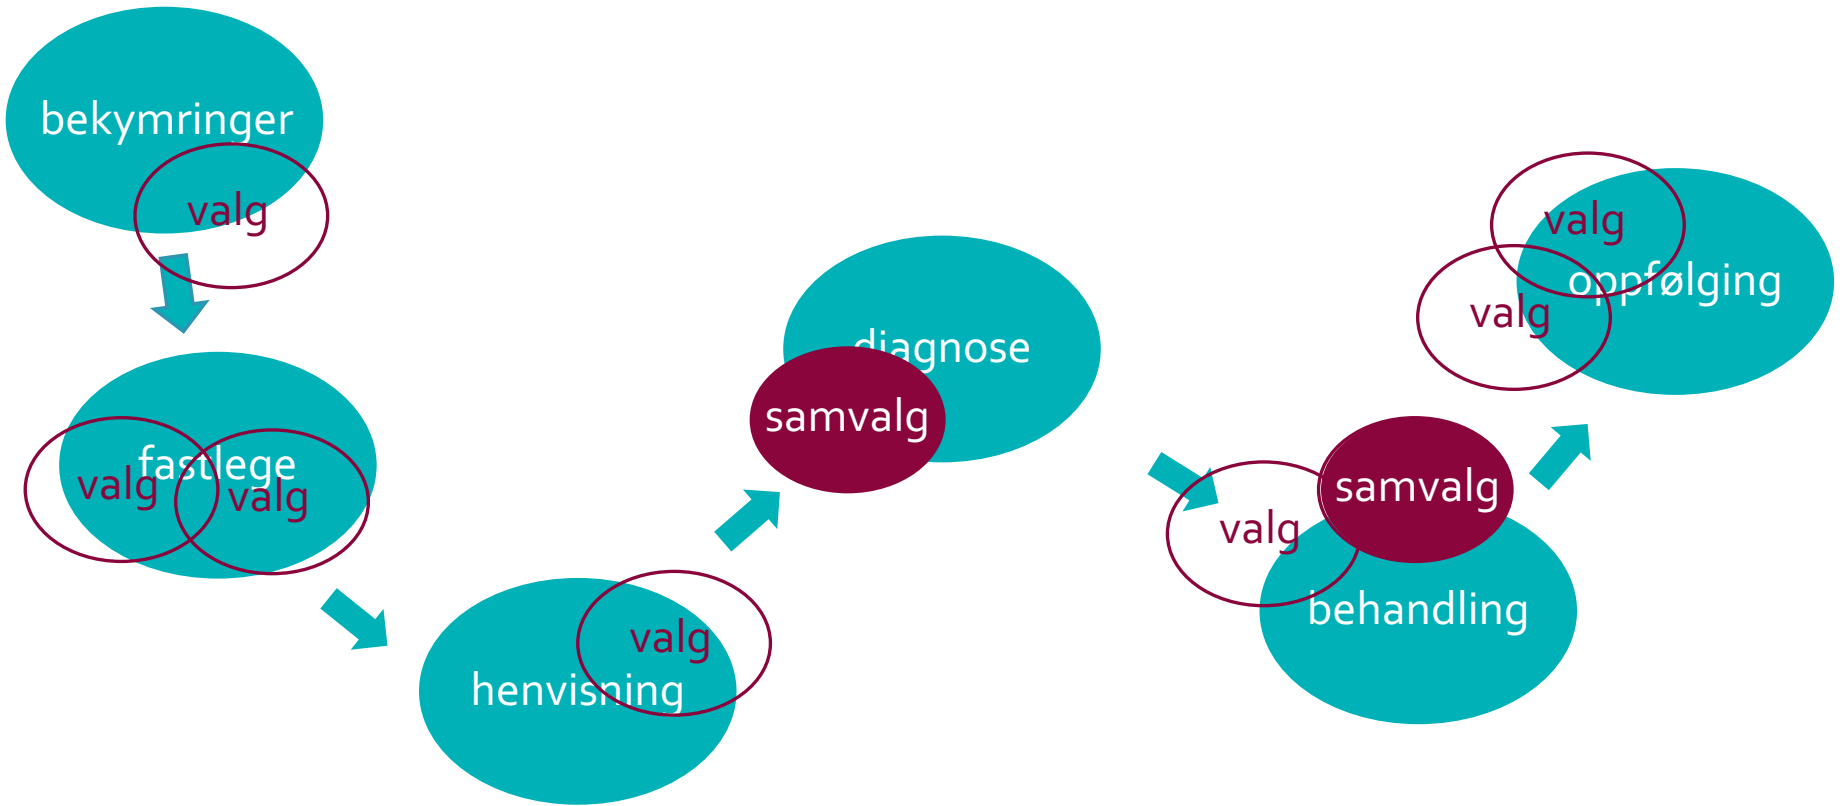 bekymringer
valg
fastlege
valg
valg
henvisning
valg
diagnose
samvalg
behandling
valg
samvalg
oppfølging
valg
valg